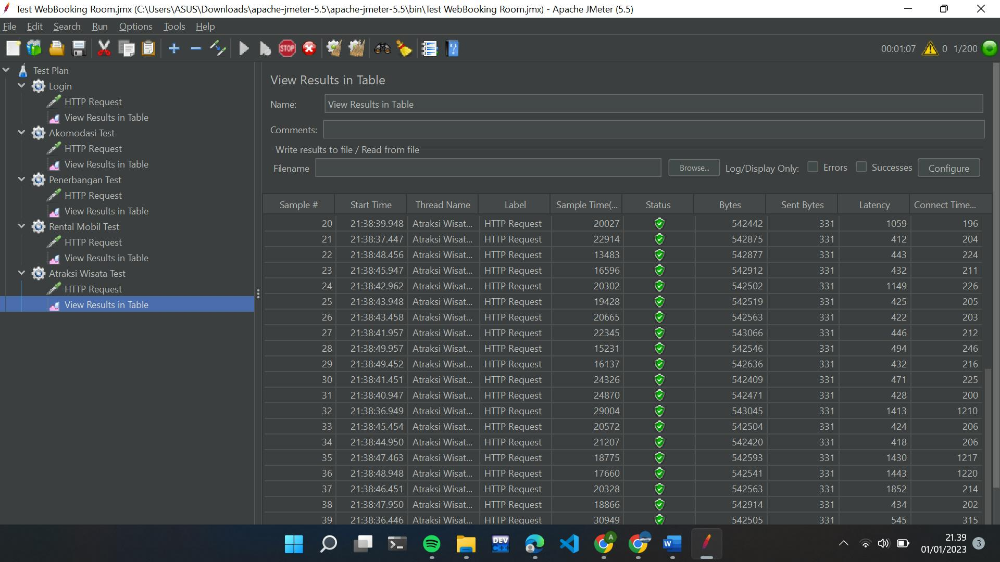 Test WebBooking Room.jmx (C:\Users\ASUS\Downloads\apache-jmeter-5.5\apache-jmeter-5.5\bin\Test WebBooking Room.jmx) - Apache JMeter (5.5)
File Edit Search Run Options Tools Help
STOP 00:01:07 0 1/200
Test Plan
Login
HTTP Request
View Results in Table
Akomodasi Test
HTTP Request
View Results in Table
Penerbangan Test
HTTP Request
View Results in Table
Rental Mobil Test
HTTP Request
View Results in Table
Atraksi Wisata Test
HTTP Request
View Results in Table
View Results in Table
Name: View Results in Table
Comments:
Write results to file / Read from file
Filename Browse... Log/Display Only: Errors Successes Configure
Sample # Start Time Thread Name Label Sample Time(... Status Bytes Sent Bytes Latency Connect Time...
20 21:38:39.948 Atraksi Wisat... HTTP Request 20027 542442 331 1059 196
21 21:38:37.447 Atraksi Wisat... HTTP Request 22914 542875 331 412 204
22 21:38:48.456 Atraksi Wisat... HTTP Request 13483 542877 331 443 224
23 21:38:45.947 Atraksi Wisat... HTTP Request 16596 542912 331 432 211
24 21:38:42.962 Atraksi Wisat... HTTP Request 20302 542502 331 1149 226
25 21:38:43.948 Atraksi Wisat... HTTP Request 19428 542519 331 425 205
26 21:38:43.458 Atraksi Wisat... HTTP Request 20665 542563 331 422 203
27 21:38:41.957 Atraksi Wisat... HTTP Request 22345 543066 331 446 212
28 21:38:49.957 Atraksi Wisat... HTTP Request 15231 542546 331 494 246
29 21:38:49.452 Atraksi Wisat... HTTP Request 16137 542636 331 432 216
30 21:38:41.451 Atraksi Wisat... HTTP Request 24326 542409 331 471 225
31 21:38:40.947 Atraksi Wisat... HTTP Request 24870 542471 331 428 200
32 21:38:36.949 Atraksi Wisat... HTTP Request 29004 543045 331 1413 1210
33 21:38:45.454 Atraksi Wisat... HTTP Request 20572 542504 331 424 206
34 21:38:44.950 Atraksi Wisat... HTTP Request 21207 542420 331 418 206
35 21:38:47.463 Atraksi Wisat... HTTP Request 18775 542593 331 1430 1217
36 21:38:48.948 Atraksi Wisat... HTTP Request 17660 542541 331 1443 1220
37 21:38:46.451 Atraksi Wisat... HTTP Request 20328 542563 331 1852 214
38 21:38:47.950 Atraksi Wisat... HTTP Request 18866 542914 331 434 202
39 21:38:36.446 Atraksi Wisat... HTTP Request 30949 542505 331 545 315
DEV C++ A W 21.39
01/01/2023 3